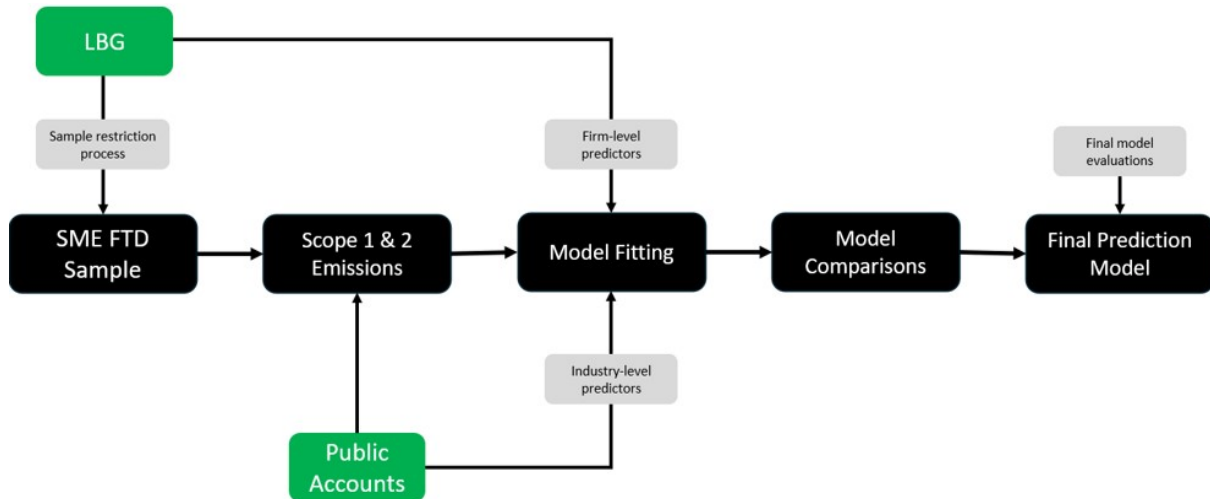 LBG
Sample restriction
process
Firm-level
predictors
Final model
evaluations
SME FTD
Sample
Scope 1 & 2
Emissions
Model Fitting
Model
Comparisons
Final Prediction
Model
Industry-level
predictors
Public
Accounts